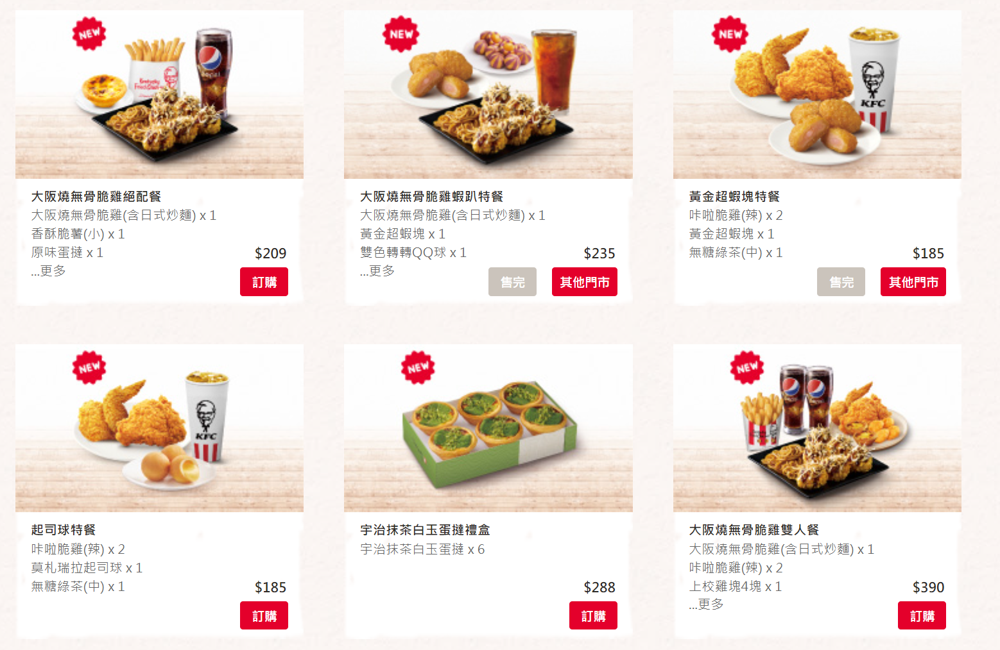 NEW
大阪燒無骨脆雞絕配餐
大阪燒無骨脆雞(含日式炒麵) x 1
香酥脆薯(小) x 1
原味蛋撻 x 1
...更多
$209
訂購
NEW
大阪燒無骨脆雞蝦趴特餐
大阪燒無骨脆雞(含日式炒麵) x 1
黃金超蝦塊 x 1
雙色轉轉QQ球 x 1
...更多
$235
售完
其他門市
NEW
KFC
黃金超蝦塊特餐
咔啦脆雞(辣) x 2
黃金超蝦塊 x 1
無糖綠茶(中) x 1
$185
售完
其他門市
NEW
KFC
起司球特餐
咔啦脆雞(辣) x 2
莫札瑞拉起司球 x 1
無糖綠茶(中) x 1
$185
訂購
NEW
宇治抹茶白玉蛋撻禮盒
宇治抹茶白玉蛋撻 x 6
$288
訂購
NEW
大阪燒無骨脆雞雙人餐
大阪燒無骨脆雞(含日式炒麵) x 1
咔啦脆雞(辣) x 2
上校雞塊4塊 x 1
...更多
$390
訂購